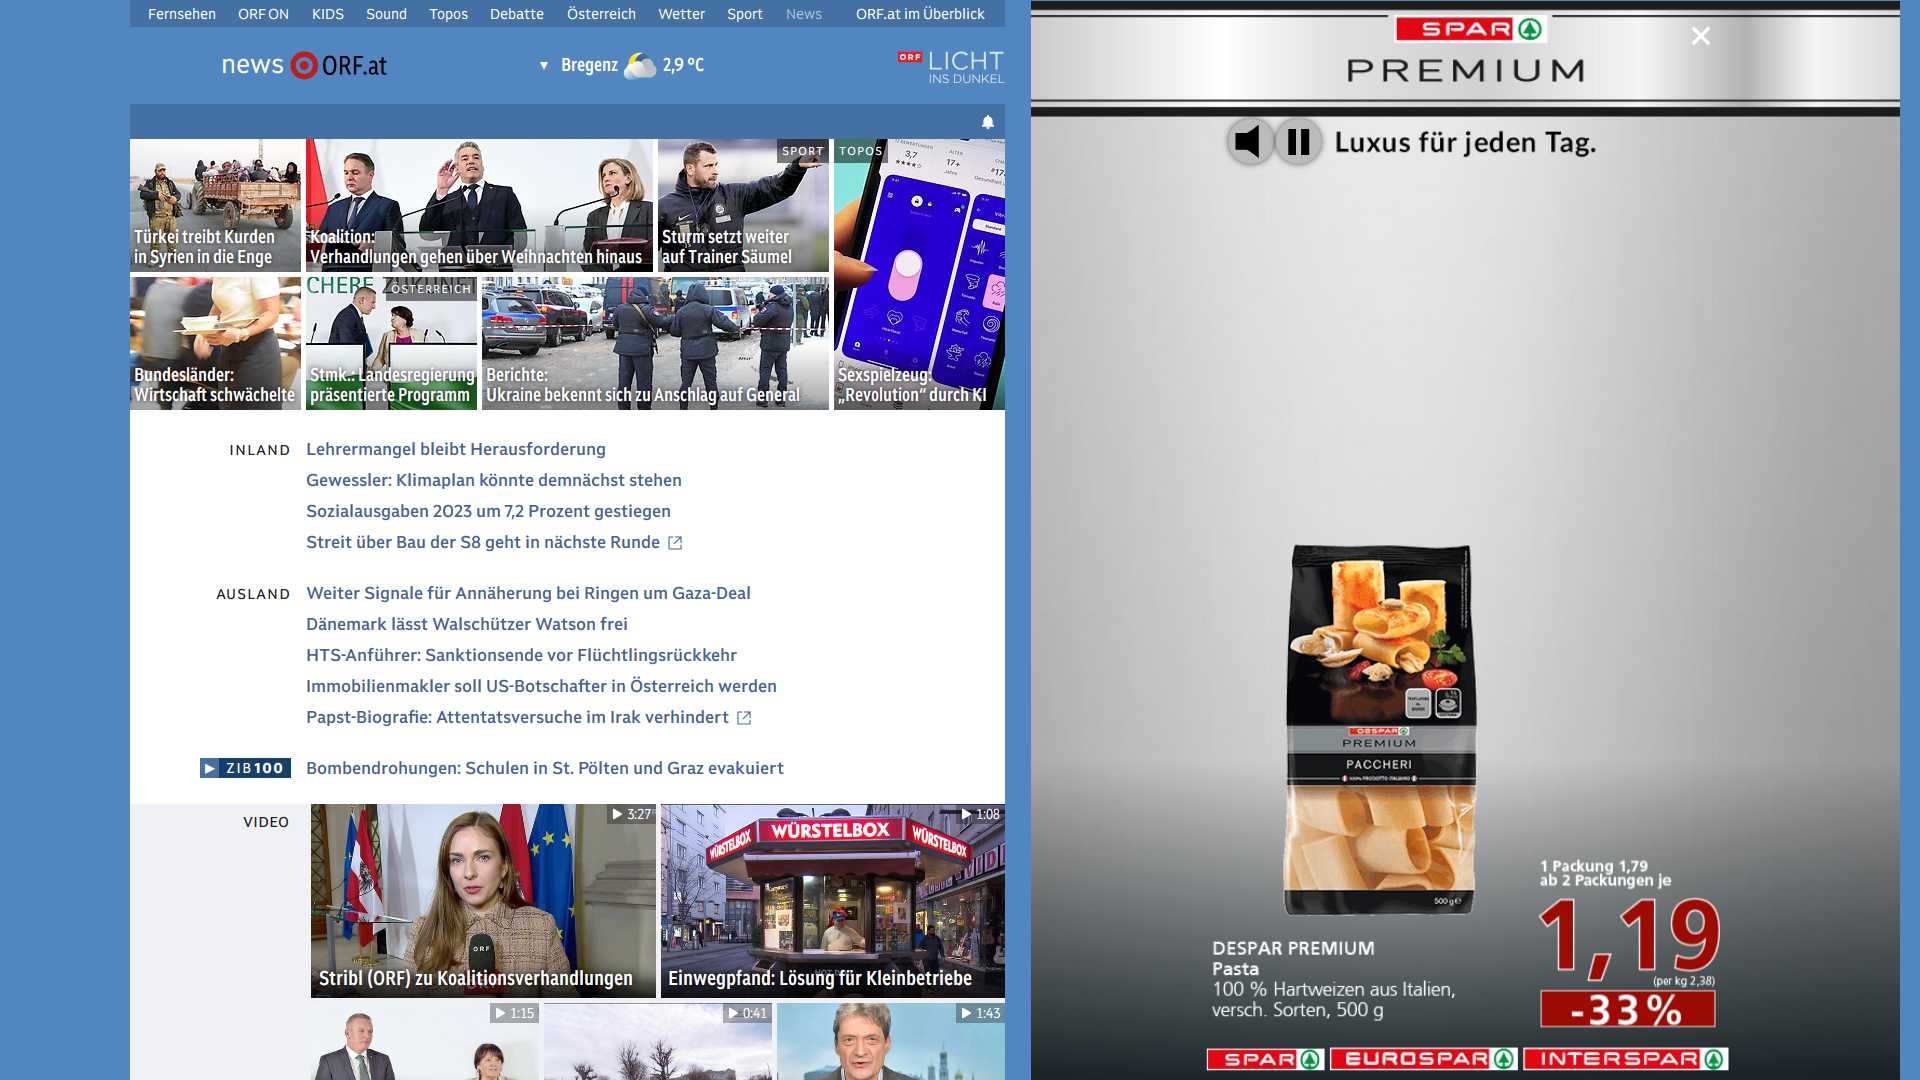 Fernsehen ORF ON KIDS Sound Topos Debatte Österreich Wetter Sport News ORF.at im Überblick
news ORF.at
Bregenz 2,9 °C
ORF LICHT
INS DUNKEL
Türkei treibt Kurden
in Syrien in die Enge
Koalition:
Verhandlungen gehen über Weihnachten hinaus
SPORT
Sturm setzt weiter
auf Trainer Säumel
TOPOS
3,7
17+
Sexspielzeug:
„Revolution“ durch KI
Bundesländer:
Wirtschaft schwächelte
ÖSTERREICH
Stmk.: Landesregierung
präsentierte Programm
Berichte:
Ukraine bekennt sich zu Anschlag auf General
INLAND
Lehrermangel bleibt Herausforderung
Gewessler: Klimaplan könnte demnächst stehen
Sozialausgaben 2023 um 7,2 Prozent gestiegen
Streit über Bau der S8 geht in nächste Runde
AUSLAND
Weiter Signale für Annäherung bei Ringen um Gaza-Deal
Dänemark lässt Walschützer Watson frei
HTS-Anführer: Sanktionsende vor Flüchtlingsrückkehr
Immobilienmakler soll US-Botschafter in Österreich werden
Papst-Biografie: Attentatsversuche im Irak verhindert
ZIB100
Bombendrohungen: Schulen in St. Pölten und Graz evakuiert
VIDEO
3:27
ORF
Stribl (ORF) zu Koalitionsverhandlungen
1:08
WÜRSTELBOX WÜRSTELBOX WÜRSTELBOX
Einwegpfand: Lösung für Kleinbetriebe
1:15
0:41
1:43
SPAR
PREMIUM
Luxus für jeden Tag.
DESPAR
PREMIUM
PACCHERI
100% PRODOTTO ITALIANO
500 g e
1 Packung 1,79
ab 2 Packungen je
1,19
(per kg 2,38)
-33%
DESPAR PREMIUM
Pasta
100 % Hartweizen aus Italien,
versch. Sorten, 500 g
SPAR EUROSPAR INTERSPAR